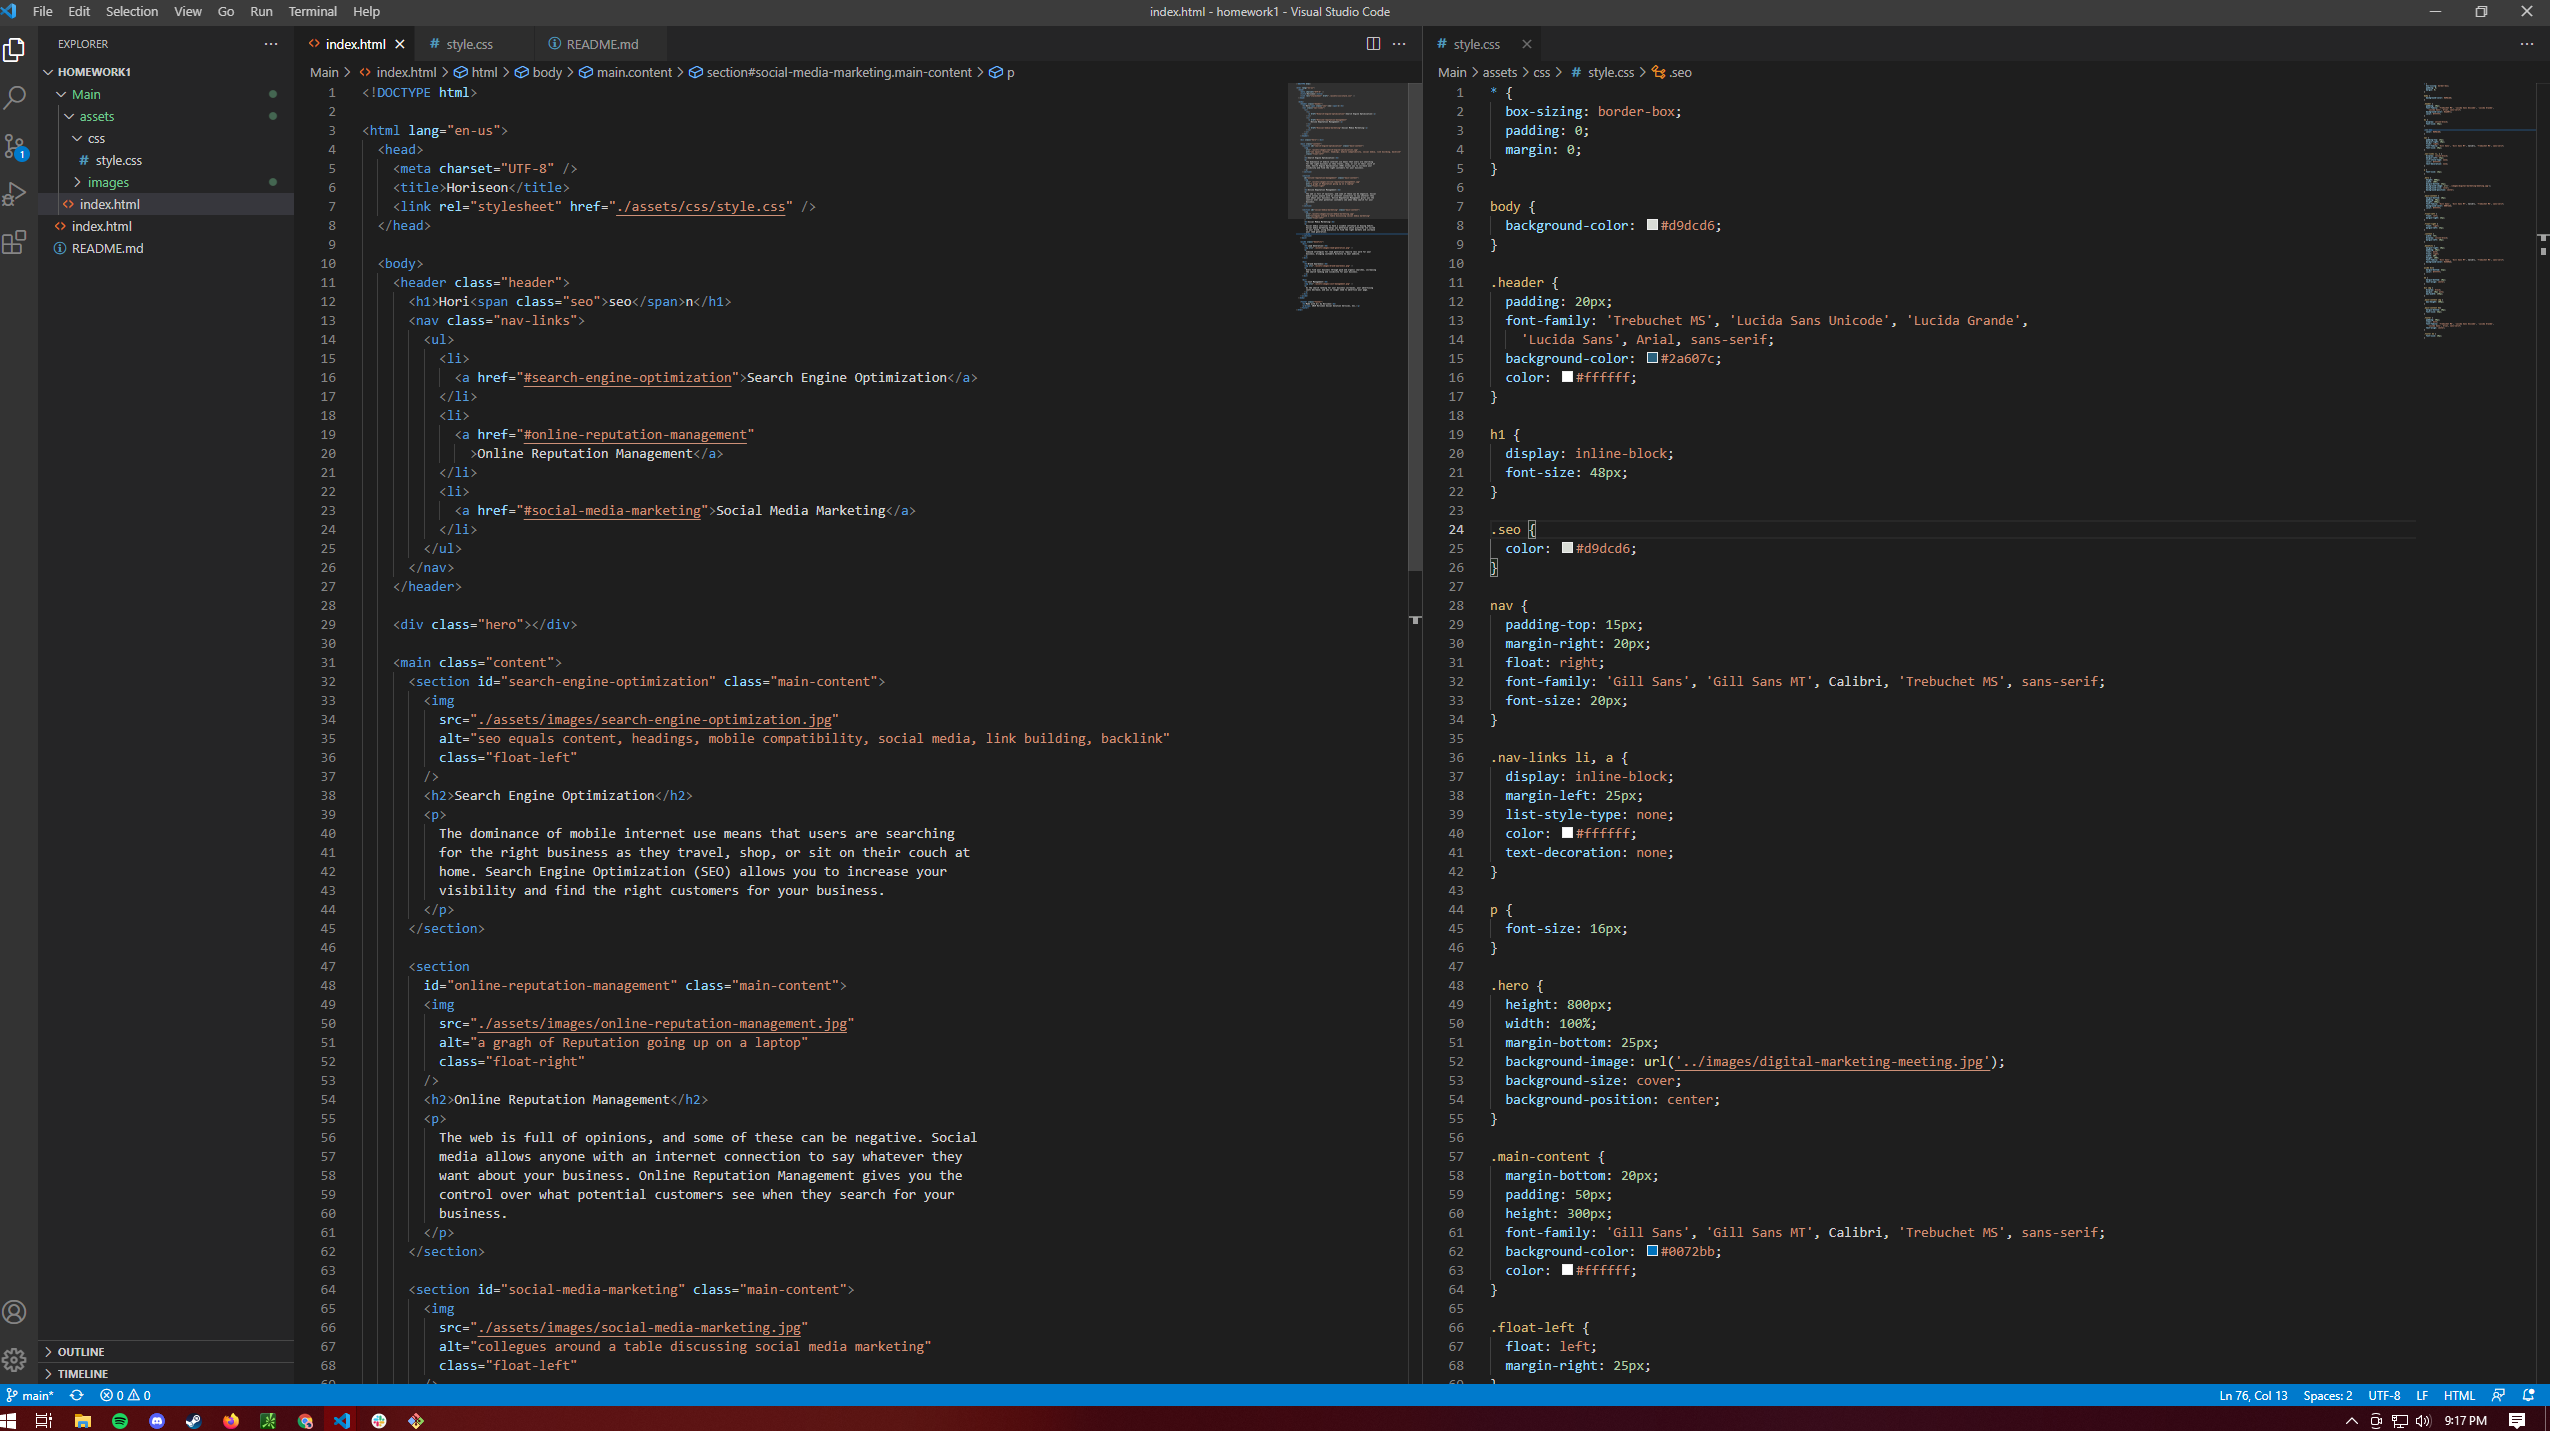 File Edit Selection View Go Run Terminal Help
index.html - homework1 - Visual Studio Code
EXPLORER
HOMEWORK1
Main
assets
css
# style.css
images
<> index.html
<> index.html
README.md
OUTLINE
TIMELINE
<> index.html
# style.css
README.md
Main > <> index.html > html > body > main.content > section#social-media-marketing.main-content > p
1 <!DOCTYPE html>
2
3 <html lang="en-us">
4 <head>
5 <meta charset="UTF-8" />
6 <title>Horiseon</title>
7 <link rel="stylesheet" href="./assets/css/style.css" />
8 </head>
9
10 <body>
11 <header class="header">
12 <h1>Hori<span class="seo">seo</span>n</h1>
13 <nav class="nav-links">
14 <ul>
15 <li>
16 <a href="#search-engine-optimization">Search Engine Optimization</a>
17 </li>
18 <li>
19 <a href="#online-reputation-management"
20 >Online Reputation Management</a>
21 </li>
22 <li>
23 <a href="#social-media-marketing">Social Media Marketing</a>
24 </li>
25 </ul>
26 </nav>
27 </header>
28
29 <div class="hero"></div>
30
31 <main class="content">
32 <section id="search-engine-optimization" class="main-content">
33 <img
34 src="./assets/images/search-engine-optimization.jpg"
35 alt="seo equals content, headings, mobile compatibility, social media, link building, backlink"
36 class="float-left"
37 />
38 <h2>Search Engine Optimization</h2>
39 <p>
40 The dominance of mobile internet use means that users are searching
41 for the right business as they travel, shop, or sit on their couch at
42 home. Search Engine Optimization (SEO) allows you to increase your
43 visibility and find the right customers for your business.
44 </p>
45 </section>
46
47 <section
48 id="online-reputation-management" class="main-content">
49 <img
50 src="./assets/images/online-reputation-management.jpg"
51 alt="a gragh of Reputation going up on a laptop"
52 class="float-right"
53 />
54 <h2>Online Reputation Management</h2>
55 <p>
56 The web is full of opinions, and some of these can be negative. Social
57 media allows anyone with an internet connection to say whatever they
58 want about your business. Online Reputation Management gives you the
59 control over what potential customers see when they search for your
60 business.
61 </p>
62 </section>
63
64 <section id="social-media-marketing" class="main-content">
65 <img
66 src="./assets/images/social-media-marketing.jpg"
67 alt="collegues around a table discussing social media marketing"
68 class="float-left"
69 />
# style.css
Main > assets > css > # style.css > .seo
1 * {
2 box-sizing: border-box;
3 padding: 0;
4 margin: 0;
5 }
6
7 body {
8 background-color: #d9dcd6;
9 }
10
11 .header {
12 padding: 20px;
13 font-family: 'Trebuchet MS', 'Lucida Sans Unicode', 'Lucida Grande',
14 'Lucida Sans', Arial, sans-serif;
15 background-color: #2a607c;
16 color: #ffffff;
17 }
18
19 h1 {
20 display: inline-block;
21 font-size: 48px;
22 }
23
24 .seo {
25 color: #d9dcd6;
26 }
27
28 nav {
29 padding-top: 15px;
30 margin-right: 20px;
31 float: right;
32 font-family: 'Gill Sans', 'Gill Sans MT', Calibri, 'Trebuchet MS', sans-serif;
33 font-size: 20px;
34 }
35
36 .nav-links li, a {
37 display: inline-block;
38 margin-left: 25px;
39 list-style-type: none;
40 color: #ffffff;
41 text-decoration: none;
42 }
43
44 p {
45 font-size: 16px;
46 }
47
48 .hero {
49 height: 800px;
50 width: 100%;
51 margin-bottom: 25px;
52 background-image: url('../images/digital-marketing-meeting.jpg');
53 background-size: cover;
54 background-position: center;
55 }
56
57 .main-content {
58 margin-bottom: 20px;
59 padding: 50px;
60 height: 300px;
61 font-family: 'Gill Sans', 'Gill Sans MT', Calibri, 'Trebuchet MS', sans-serif;
62 background-color: #0072bb;
63 color: #ffffff;
64 }
65
66 .float-left {
67 float: left;
68 margin-right: 25px;
69 }
main* 0 0
Ln 76, Col 13 Spaces: 2 UTF-8 LF HTML
9:17 PM